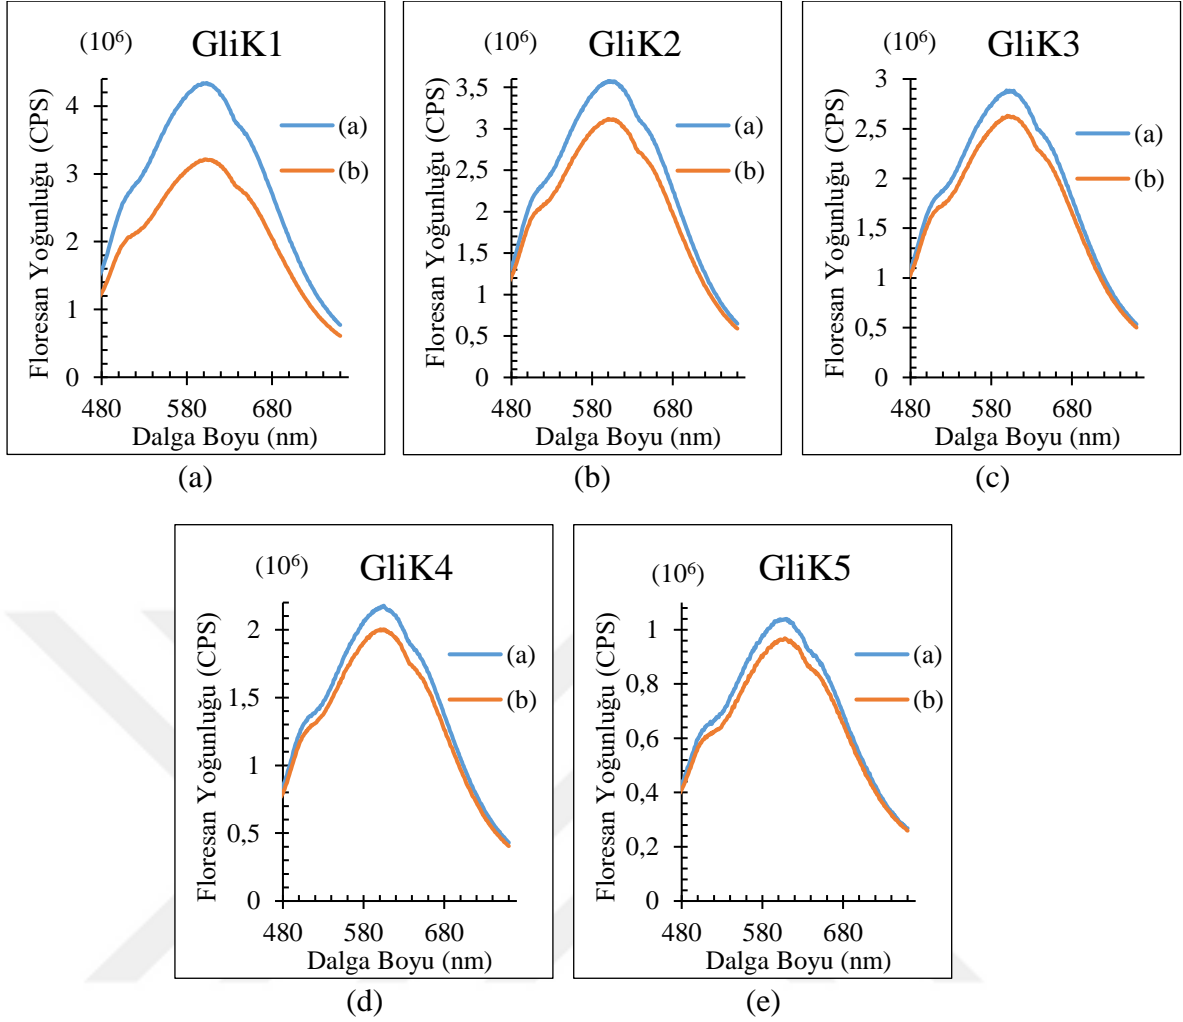 (10⁶) GliK1
Floresan Yoğunluğu (CPS)
4
3
2
1
0
480 580 680
Dalga Boyu (nm)
(a)
(b)
(a)
(10⁶) GliK2
Floresan Yoğunluğu (CPS)
3,5
3
2,5
2
1,5
1
0,5
0
480 580 680
Dalga Boyu (nm)
(a)
(b)
(b)
(10⁶) GliK3
Floresan Yoğunluğu (CPS)
3
2,5
2
1,5
1
0,5
0
480 580 680
Dalga Boyu (nm)
(a)
(b)
(c)
(10⁶) GliK4
Floresan Yoğunluğu (CPS)
2
1,5
1
0,5
0
480 580 680
Dalga Boyu (nm)
(a)
(b)
(d)
(10⁶) GliK5
Floresan Yoğunluğu (CPS)
1
0,8
0,6
0,4
0,2
0
480 580 680
Dalga Boyu (nm)
(a)
(b)
(e)